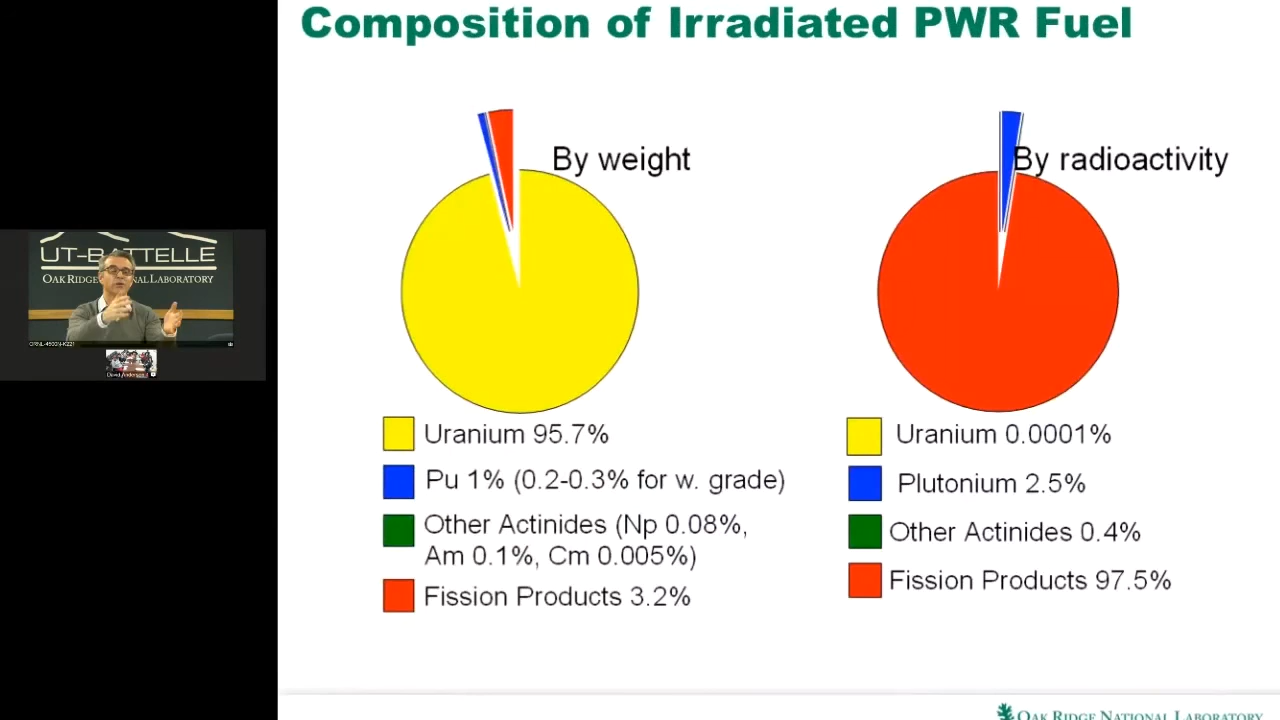 Composition of Irradiated PWR Fuel
By weight
By radioactivity
Uranium 95.7%
Pu 1% (0.2-0.3% for w. grade)
Other Actinides (Np 0.08%,
Am 0.1%, Cm 0.005%)
Fission Products 3.2%
Uranium 0.0001%
Plutonium 2.5%
Other Actinides 0.4%
Fission Products 97.5%
UT-BATTELLE
OAK RIDGE NATIONAL LABORATORY
David Anderson
OAK RIDGE NATIONAL LABORATORY